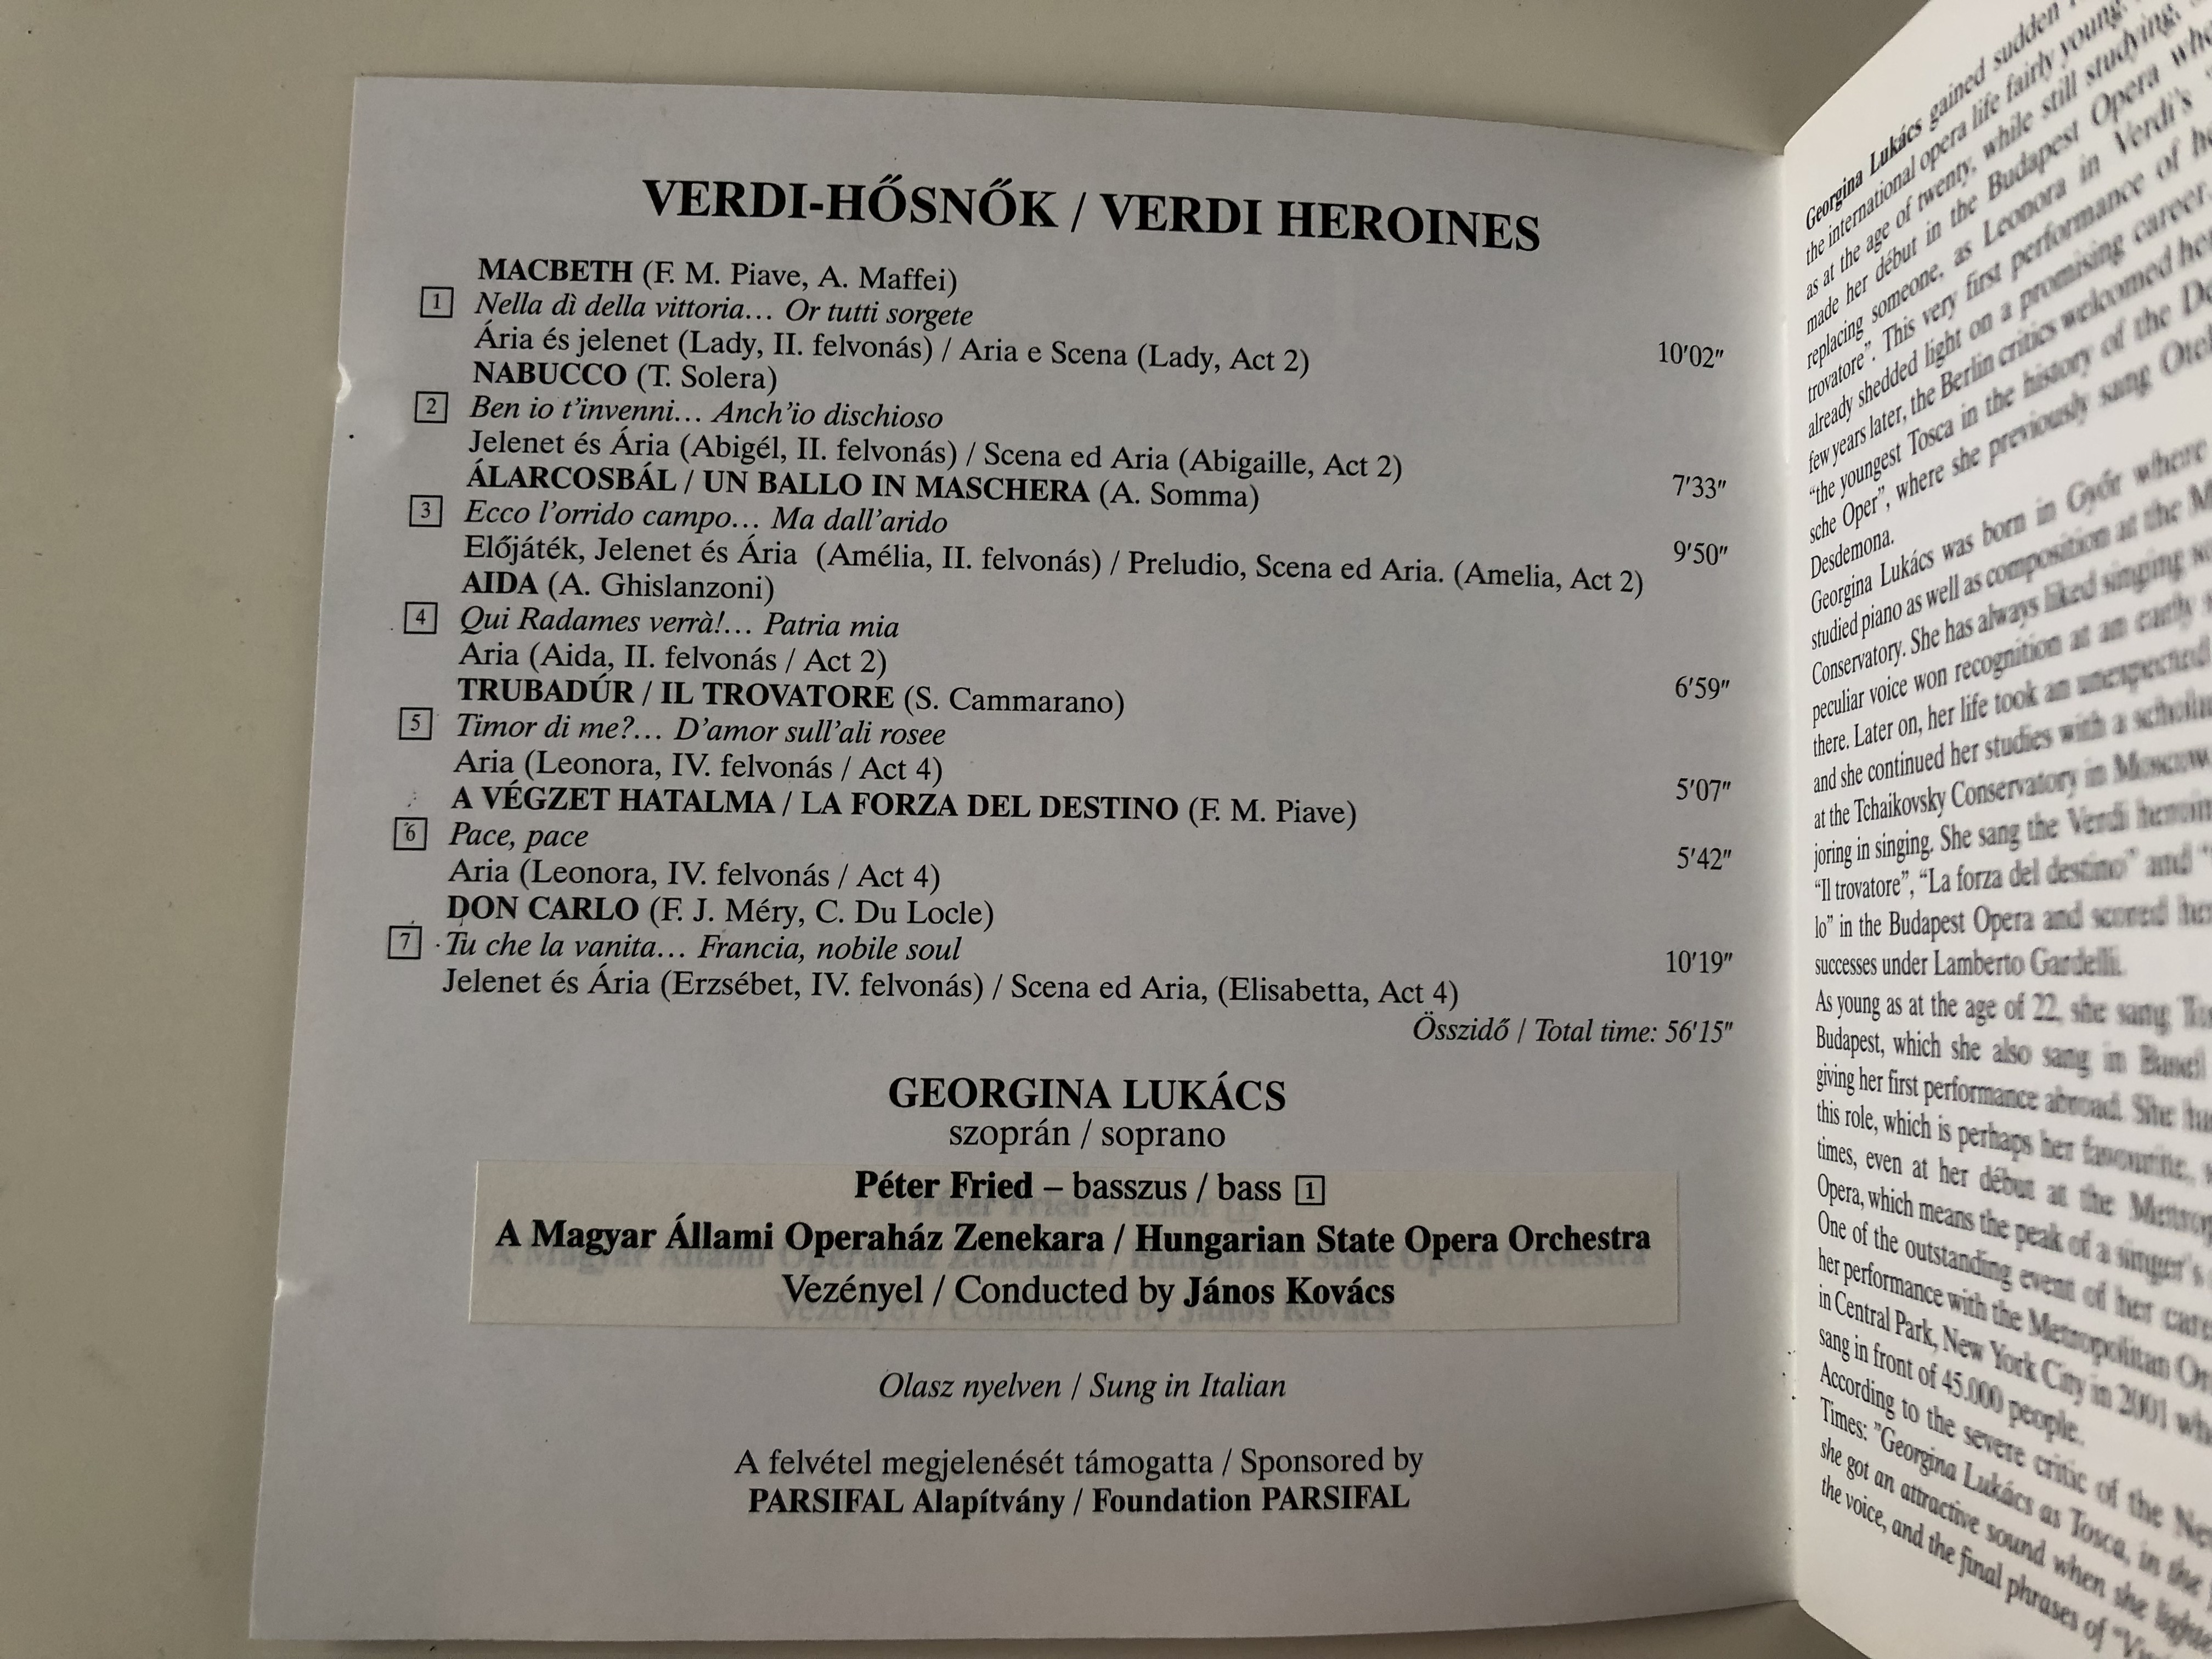 VERDI-HŐSNŐK / VERDI HEROINES
MACBETH (F. M. Piave, A. Maffei)
1 Nella dì della vittoria… Or tutti sorgete
Ária és jelenet (Lady, II. felvonás) / Aria e Scena (Lady, Act 2) 10′02″
NABUCCO (T. Solera)
2 Ben io t’invenni… Anch’io dischioso
Jelenet és Ária (Abigél, II. felvonás) / Scena ed Aria (Abigaille, Act 2) 7′33″
ÁLARCOSBÁL / UN BALLO IN MASCHERA (A. Somma)
3 Ecco l’orrido campo… Ma dall’arido
Előjáték, Jelenet és Ária (Amélia, II. felvonás) / Preludio, Scena ed Aria. (Amelia, Act 2) 9′50″
AIDA (A. Ghislanzoni)
4 Qui Radames verrà!… Patria mia
Aria (Aida, II. felvonás / Act 2) 6′59″
TRUBADÚR / IL TROVATORE (S. Cammarano)
5 Timor di me?… D’amor sull’ali rosee
Aria (Leonora, IV. felvonás / Act 4) 5′07″
A VÉGZET HATALMA / LA FORZA DEL DESTINO (F. M. Piave)
6 Pace, pace
Aria (Leonora, IV. felvonás / Act 4) 5′42″
DON CARLO (F. J. Méry, C. Du Locle)
7 Tu che la vanita… Francia, nobile soul
Jelenet és Ária (Erzsébet, IV. felvonás) / Scena ed Aria, (Elisabetta, Act 4) 10′19″
Összidő / Total time: 56′15″
GEORGINA LUKÁCS
szoprán / soprano
Péter Fried – basszus / bass 1
A Magyar Állami Operaház Zenekara / Hungarian State Opera Orchestra
Vezényel / Conducted by János Kovács
Olasz nyelven / Sung in Italian
A felvétel megjelenését támogatta / Sponsored by
PARSIFAL Alapítvány / Foundation PARSIFAL
Georgina Lukács gained sudden
the international opera life fairly young,
as at the age of twenty, while still studying,
made her début in the Budapest Opera
replacing someone, as Leonora in Verdi’s
trovatore”. This very first performance of
already shedded light on a promising career.
few years later, the Berlin critics welcomed
“the youngest Tosca in the history of the
sche Oper”, where she previously sang
Desdemona.
Georgina Lukács was born in Győr where
studied piano as well as composition at the
Conservatory. She has always liked singing
peculiar voice won recognition at an early
there. Later on, her life took an unexpected
and she continued her studies with a
at the Tchaikovsky Conservatory in Moscow
joring in singing. She sang the Verdi
“Il trovatore”, “La forza del destino” and
lo” in the Budapest Opera and scored
successes under Lamberto Gardelli.
As young as at the age of 22, she sang
Budapest, which she also sang in
giving her first performance abroad. She
this role, which is perhaps her favourite,
times, even at her début at the
Opera, which means the peak of a singer’s
One of the outstanding event of her
her performance with the Metropolitan
in Central Park, New York City in 2001
sang in front of 45.000 people.
According to the severe critic of the
Times: ”Georgina Lukács as Tosca, in the
she got an attractive sound when she
the voice, and the final phrases of